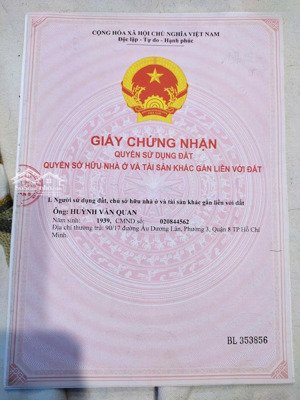 CỘNG HÒA XÃ HỘI CHỦ NGHĨA VIỆT NAM
Độc lập - Tự do - Hạnh phúc
GIẤY CHỨNG NHẬN
QUYỀN SỬ DỤNG ĐẤT
QUYỀN SỞ HỮU NHÀ Ở VÀ TÀI SẢN KHÁC GẮN LIỀN VỚI ĐẤT
I. Người sử dụng đất, chủ sở hữu nhà ở và tài sản khác gắn liền với đất
Ông: HUỲNH VĂN QUAN
Năm sinh: 1939, CMND số: 020844562
Địa chỉ thường trú: 90/17 đường Âu Dương Lân, Phường 3, Quận 8 TP Hồ Chí
Minh.
BL 353856